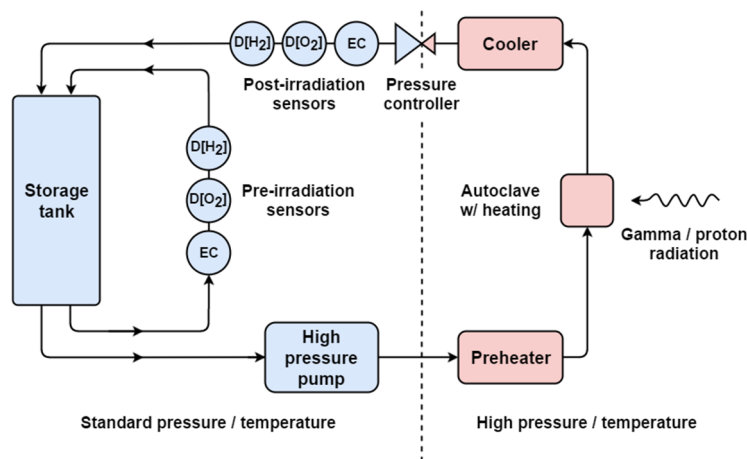 D[H₂]
D[O₂]
EC
Cooler
Post-irradiation
sensors
Pressure
controller
D[H₂]
D[O₂]
EC
Pre-irradiation
sensors
Storage
tank
Autoclave
w/ heating
Gamma / proton
radiation
High
pressure
pump
Preheater
Standard pressure / temperature
High pressure / temperature